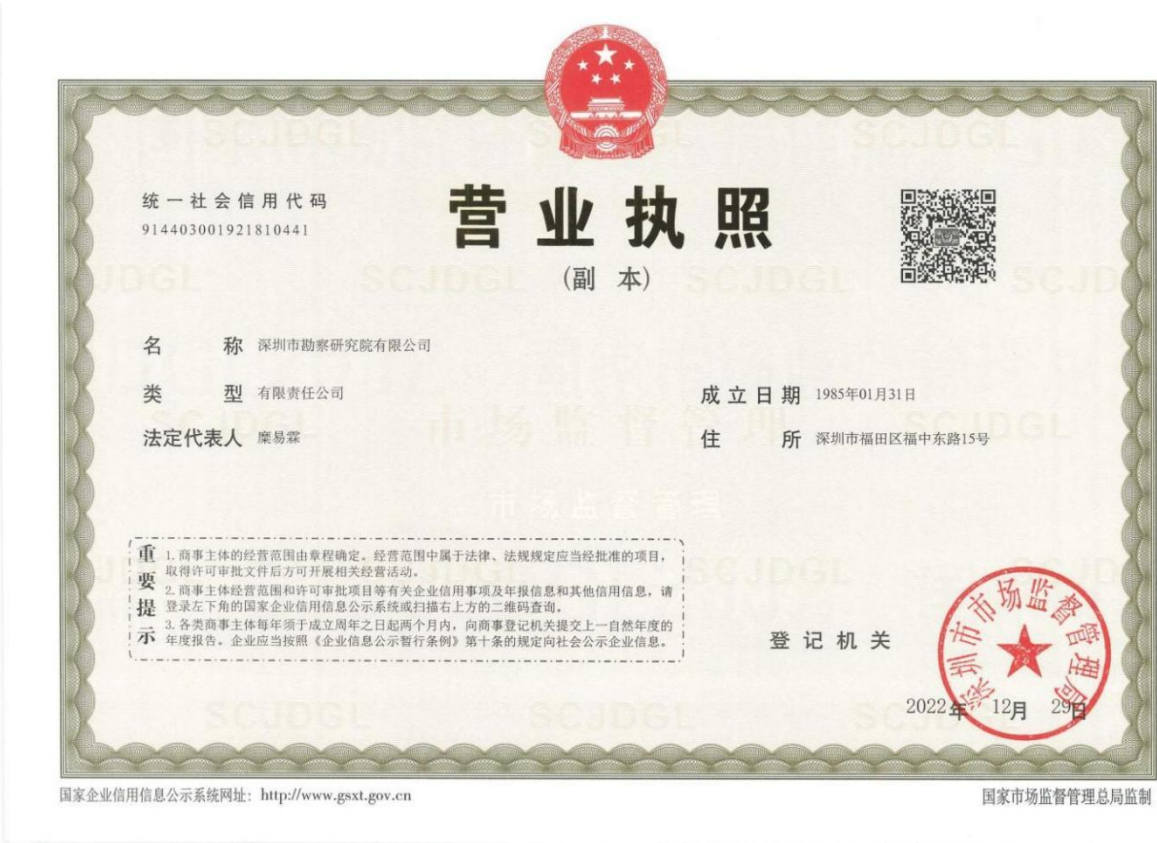 统一社会信用代码
914403001921810441
营业执照
(副 本)
名 称 深圳市勘察研究院有限公司
类 型 有限责任公司
法定代表人 糜易霖
成立日期 1985年01月31日
住 所 深圳市福田区福中东路15号
重要提示
1.商事主体的经营范围由章程确定。经营范围中属于法律、法规规定应当经批准的项目,
取得许可审批文件后方可开展相关经营活动。
2.商事主体经营范围和许可审批项目等有关企业信用事项及年报信息和其他信用信息,请
登录左下角的国家企业信用信息公示系统或扫描右上方的二维码查询。
3.各类商事主体每年须于成立周年之日起两个月内,向商事登记机关提交上一自然年度的
年度报告。企业应当按照《企业信息公示暂行条例》第十条的规定向社会公示企业信息。
登记机关
深圳市市场监督管理局
2022年 12月 29日
国家企业信用信息公示系统网址:http://www.gsxt.gov.cn
国家市场监督管理总局监制
SCJDGL
市场监督管理
市场监督管理